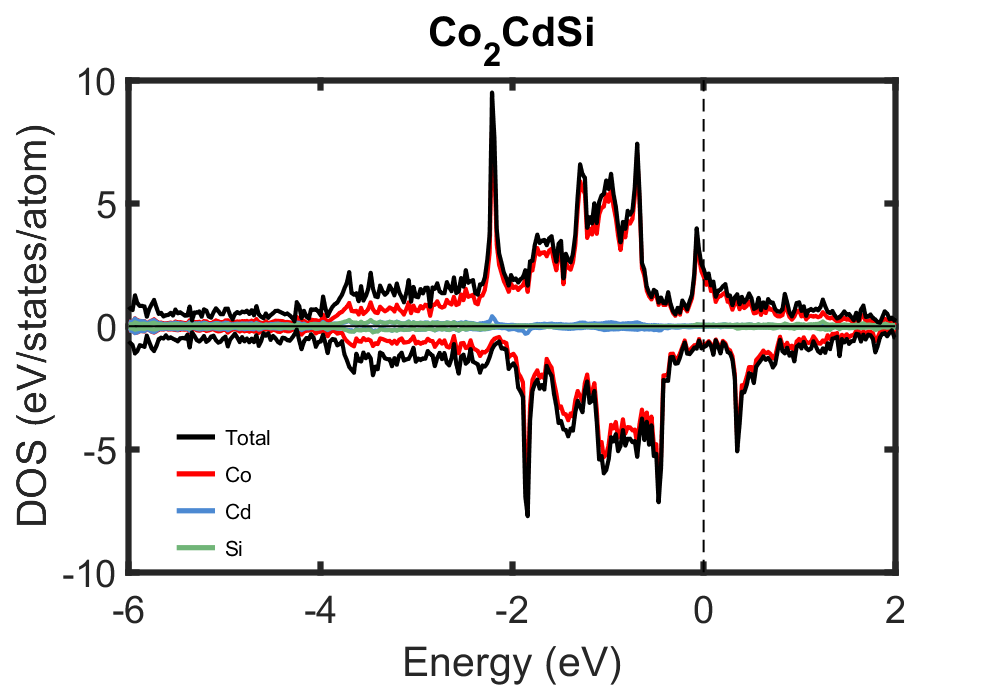 Co2CdSi
DOS (eV/states/atom)
10
5
0
-5
-10
Total
Co
Cd
Si
-6 -4 -2 0 2
Energy (eV)